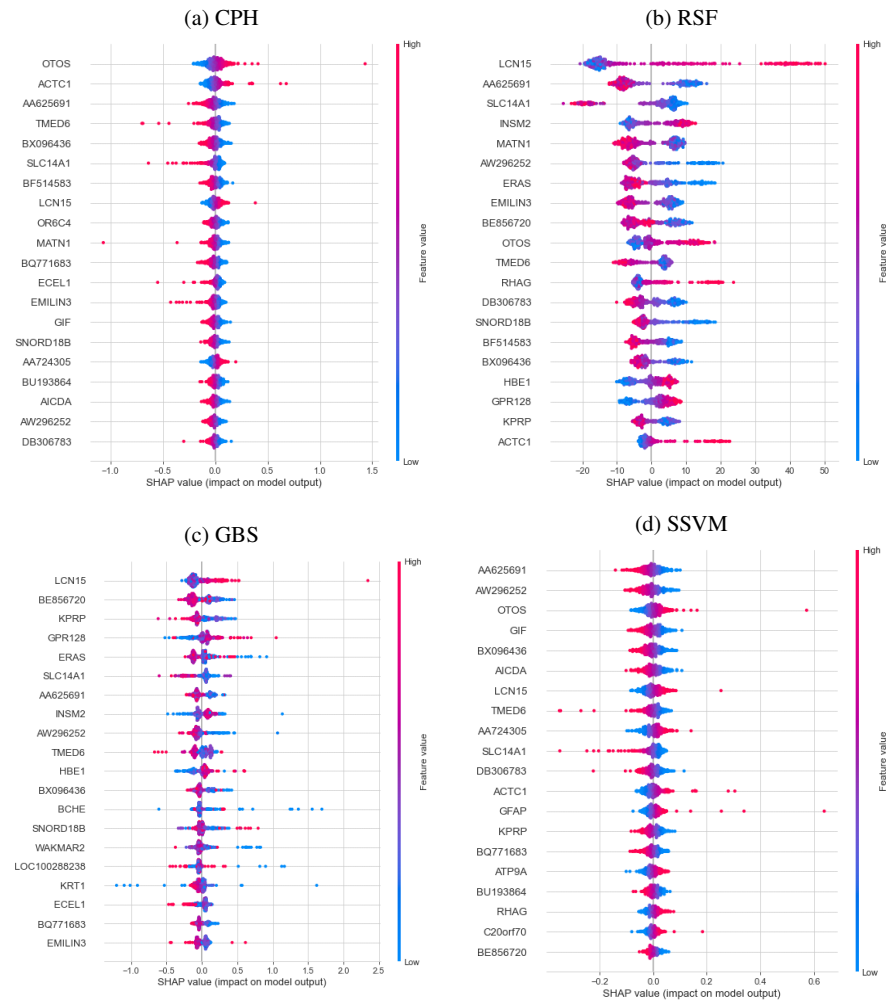 (a) CPH
OTOS
ACTC1
AA625691
TMED6
BX096436
SLC14A1
BF514583
LCN15
OR6C4
MATN1
BQ771683
ECEL1
EMILIN3
GIF
SNORD18B
AA724305
BU193864
AICDA
AW296252
DB306783
−1.0 −0.5 0.0 0.5 1.0 1.5
SHAP value (impact on model output)
High
Feature value
Low
(b) RSF
LCN15
AA625691
SLC14A1
INSM2
MATN1
AW296252
ERAS
EMILIN3
BE856720
OTOS
TMED6
RHAG
DB306783
SNORD18B
BF514583
BX096436
HBE1
GPR128
KPRP
ACTC1
−20 −10 0 10 20 30 40 50
SHAP value (impact on model output)
High
Feature value
Low
(c) GBS
LCN15
BE856720
KPRP
GPR128
ERAS
SLC14A1
AA625691
INSM2
AW296252
TMED6
HBE1
BX096436
BCHE
SNORD18B
WAKMAR2
LOC100288238
KRT1
ECEL1
BQ771683
EMILIN3
−1.0 −0.5 0.0 0.5 1.0 1.5 2.0 2.5
SHAP value (impact on model output)
High
Feature value
Low
(d) SSVM
AA625691
AW296252
OTOS
GIF
BX096436
AICDA
LCN15
TMED6
AA724305
SLC14A1
DB306783
ACTC1
GFAP
KPRP
BQ771683
ATP9A
BU193864
RHAG
C20orf70
BE856720
−0.2 0.0 0.2 0.4 0.6
SHAP value (impact on model output)
High
Feature value
Low